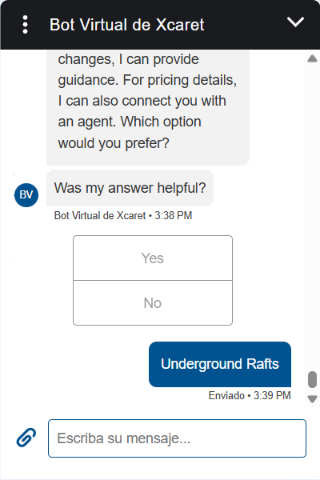 Bot Virtual de Xcaret
changes, I can provide
guidance. For pricing details,
I can also connect you with
an agent. Which option
would you prefer?
BV
Was my answer helpful?
Bot Virtual de Xcaret • 3:38 PM
Yes
No
Underground Rafts
Enviado • 3:39 PM
Escriba su mensaje...